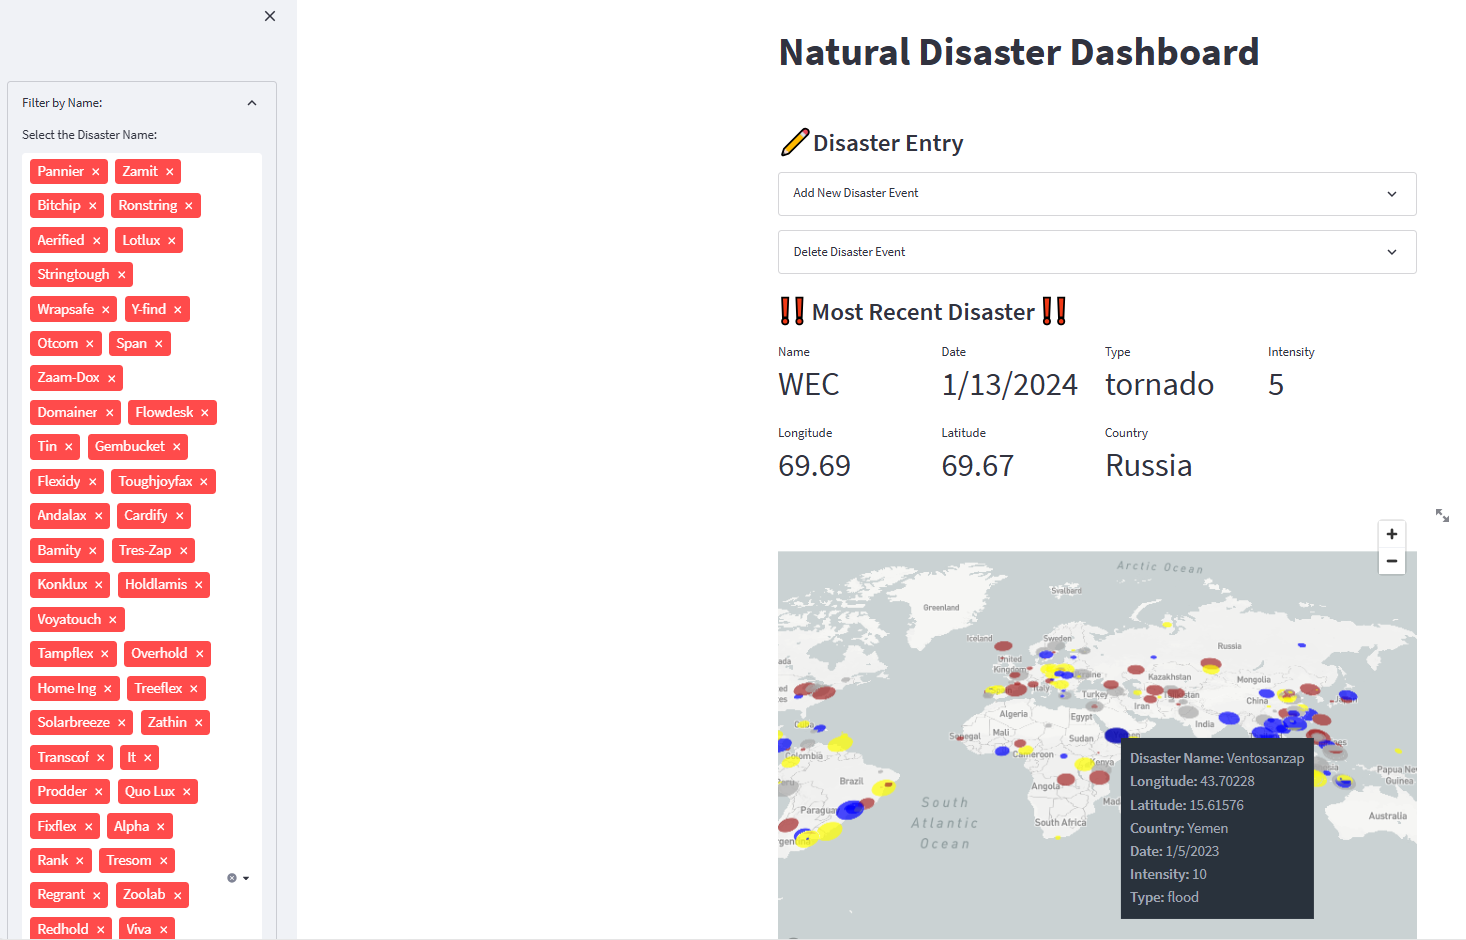 Filter by Name:
Select the Disaster Name:
Pannier × Zamit ×
Bitchip × Ronstring ×
Aerified × Lotlux ×
Stringtough ×
Wrapsafe × Y-find ×
Otcom × Span ×
Zaam-Dox ×
Domainer × Flowdesk ×
Tin × Gembucket ×
Flexidy × Toughjoyfax ×
Andalax × Cardify ×
Bamity × Tres-Zap ×
Konklux × Holdlamis ×
Voyatouch ×
Tampflex × Overhold ×
Home Ing × Treeflex ×
Solarbreeze × Zathin ×
Transcof × It ×
Prodder × Quo Lux ×
Fixflex × Alpha ×
Rank × Tresom ×
Regrant × Zoolab ×
Redhold × Viva ×
Natural Disaster Dashboard
Disaster Entry
Add New Disaster Event
Delete Disaster Event
‼ Most Recent Disaster ‼
Name Date Type Intensity
WEC 1/13/2024 tornado 5
Longitude Latitude Country
69.69 69.67 Russia
+
−
Arctic Ocean
Svalbard
Greenland
Iceland
Sweden
Russia
United
Kingdom
Kazakhstan
Mongolia
Italy
Turkey
China
Iran
Algeria
Egypt
India
Mali
Sudan
Senegal
Cameroon
Kenya
Colombia
Brazil
Angola
Papua New
Guinea
Paraguay
South
Atlantic
Ocean
South Africa
Australia
Disaster Name: Ventosanzap
Longitude: 43.70228
Latitude: 15.61576
Country: Yemen
Date: 1/5/2023
Intensity: 10
Type: flood